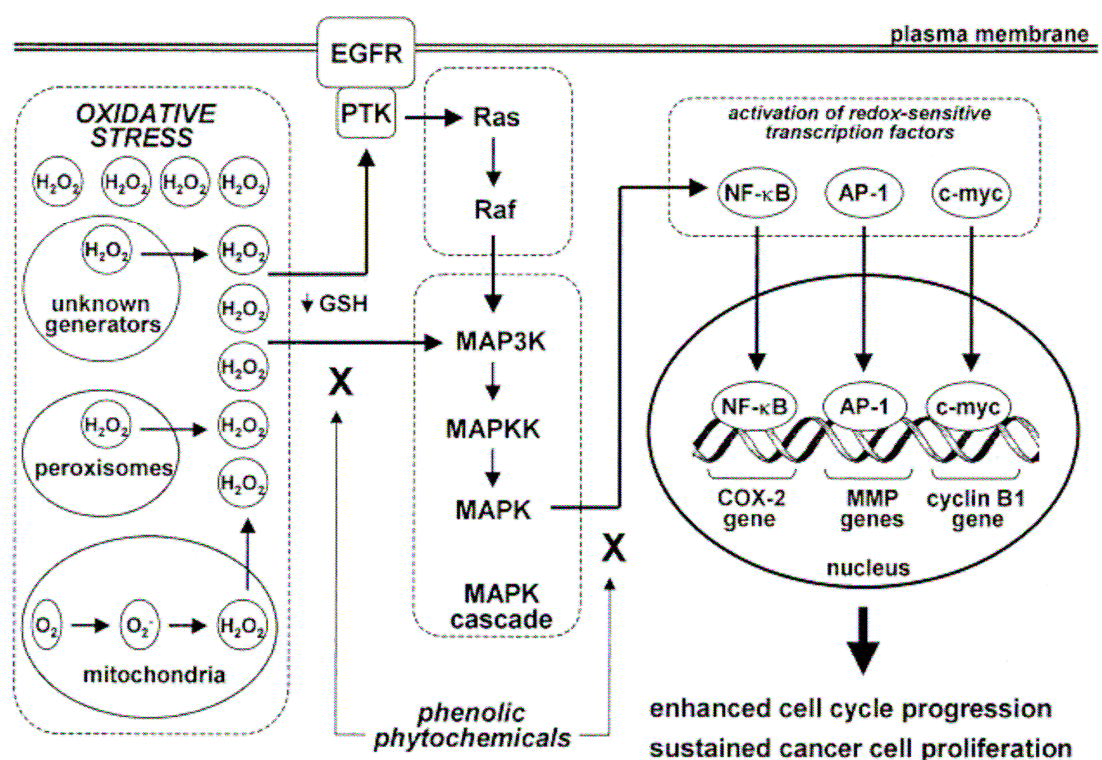 plasma membrane
EGFR
PTK
OXIDATIVE
STRESS
H₂O₂ H₂O₂ H₂O₂ H₂O₂
H₂O₂ H₂O₂
unknown
generators
H₂O₂
H₂O₂
H₂O₂ H₂O₂
peroxisomes
H₂O₂
O₂ O₂⁻ H₂O₂
mitochondria
GSH
X
Ras
Raf
MAP3K
MAPKK
MAPK
MAPK
cascade
X
phenolic
phytochemicals
activation of redox-sensitive
transcription factors
NF-κB AP-1 c-myc
NF-κB AP-1 c-myc
COX-2
gene
MMP
genes
cyclin B1
gene
nucleus
enhanced cell cycle progression
sustained cancer cell proliferation